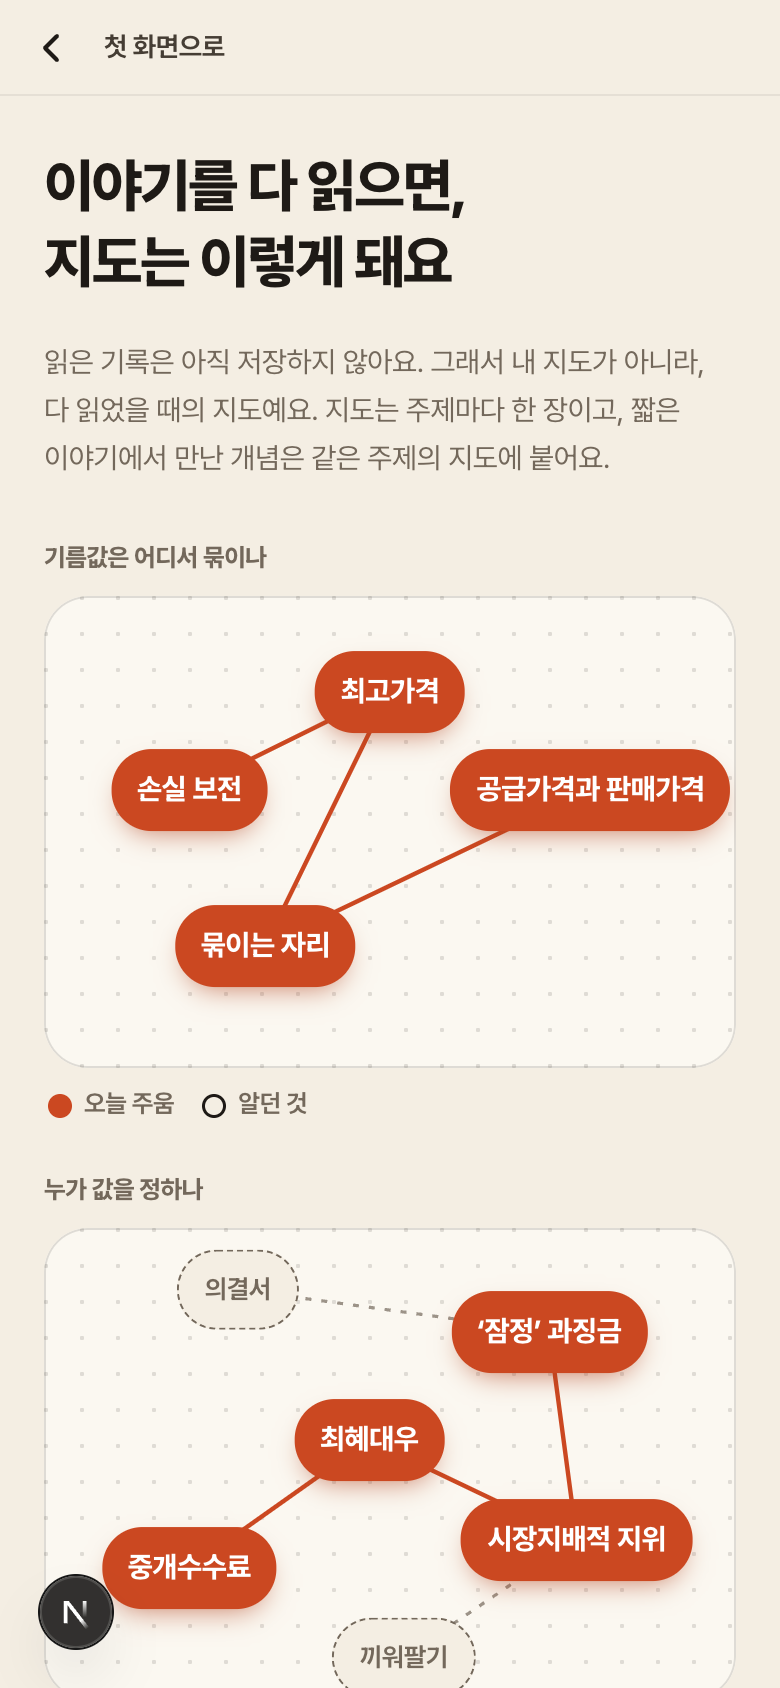 첫 화면으로
이야기를 다 읽으면,
지도는 이렇게 돼요
읽은 기록은 아직 저장하지 않아요. 그래서 내 지도가 아니라,
다 읽었을 때의 지도예요. 지도는 주제마다 한 장이고, 짧은
이야기에서 만난 개념은 같은 주제의 지도에 붙어요.
기름값은 어디서 묶이나
최고가격
손실 보전
공급가격과 판매가격
묶이는 자리
오늘 주움
알던 것
누가 값을 정하나
의결서
‘잠정’ 과징금
최혜대우
시장지배적 지위
중개수수료
N
끼워팔기